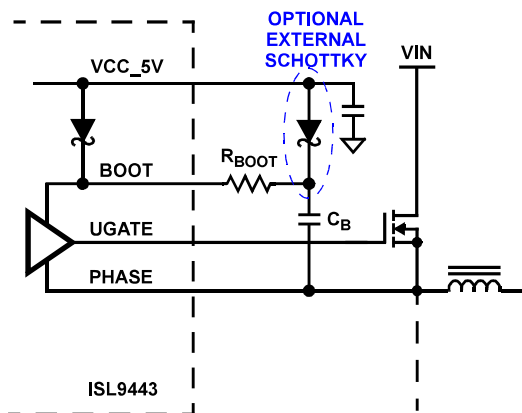 OPTIONAL
EXTERNAL
SCHOTTKY
VIN
VCC_5V
BOOT
RBOOT
CB
UGATE
PHASE
ISL9443